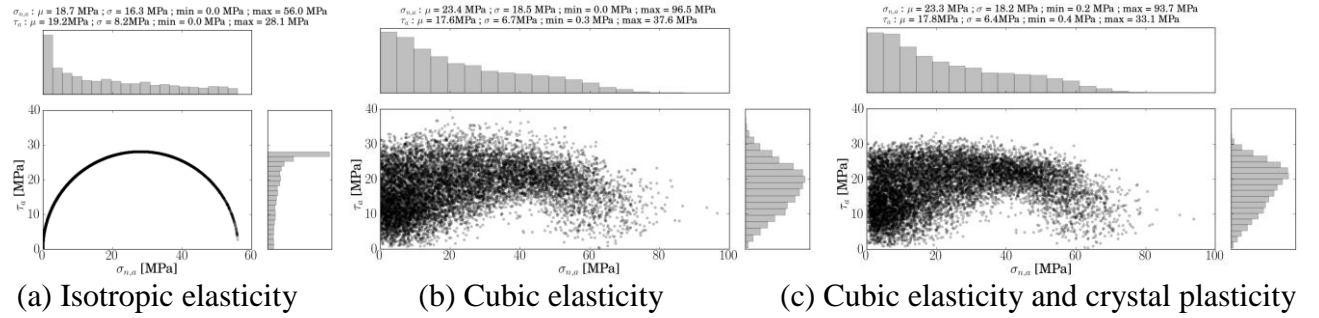 σₙ,ₐ : μ = 18.7 MPa ; σ = 16.3 MPa ; min = 0.0 MPa ; max = 56.0 MPa
τₐ : μ = 19.2MPa ; σ = 8.2MPa ; min = 0.0 MPa ; max = 28.1 MPa
40
30
20
10
0
τₐ [MPa]
0 20 40 60
σₙ,ₐ [MPa]
(a) Isotropic elasticity
σₙ,ₐ : μ = 23.4 MPa ; σ = 18.5 MPa ; min = 0.0 MPa ; max = 96.5 MPa
τₐ : μ = 17.6MPa ; σ = 6.7MPa ; min = 0.3 MPa ; max = 37.6 MPa
40
30
20
10
0
τₐ [MPa]
0 20 40 60 80 100
σₙ,ₐ [MPa]
(b) Cubic elasticity
σₙ,ₐ : μ = 23.3 MPa ; σ = 18.2 MPa ; min = 0.2 MPa ; max = 93.7 MPa
τₐ : μ = 17.8MPa ; σ = 6.4MPa ; min = 0.4 MPa ; max = 33.1 MPa
40
30
20
10
0
τₐ [MPa]
0 20 40 60 80 100
σₙ,ₐ [MPa]
(c) Cubic elasticity and crystal plasticity